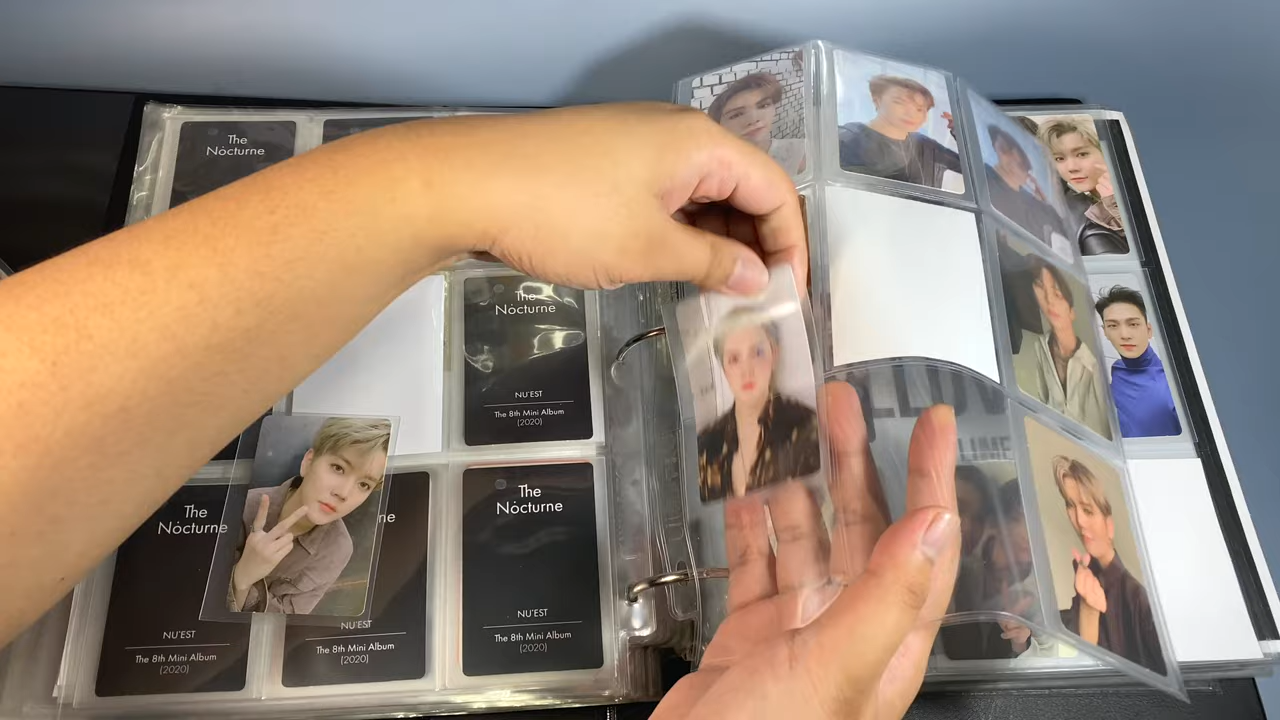 The
Nocturne
The
Nocturne
NU'EST
The 8th Mini Album
(2020)
The
Nocturne
NU'EST
The 8th Mini Album
(2020)
ne
NU'EST
The 8th Mini Album
(2020)
The
Nocturne
NU'EST
The 8th Mini Album
(2020)